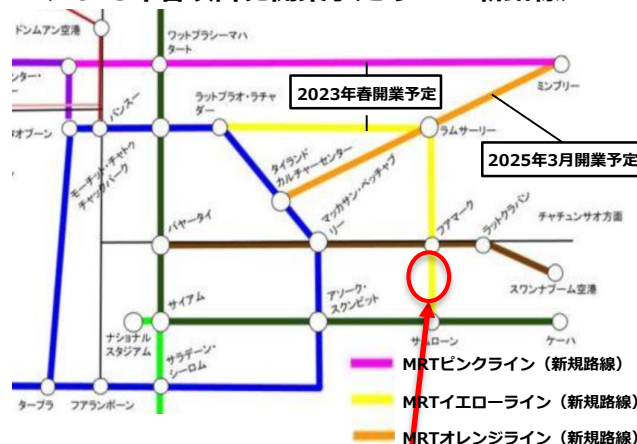 ドンムアン空港
ワットプラシーマハ
タート
ンター・
ミンブリー
ラットプラオ・ラチャ
ダー
2023年春開業予定
バンスー
オプーン
ラムサーリー
2025年3月開業予定
モーチット・チャトゥ
チャックパーク
タイランド
カルチャーセンター
マッカサン・ペッチャブ
リー
パヤータイ
フアマーク
ラットクラバン
チャチュンサオ方面
スワンナプーム空港
サイアム
アソーク・
スクンビット
ナショナル
スタジアム
サムローン
ケーハ
サラデーン・
シーロム
MRTピンクライン(新規路線)
タープラ
フアランポーン
MRTイエローライン(新規路線)
MRTオレンジライン(新規路線)